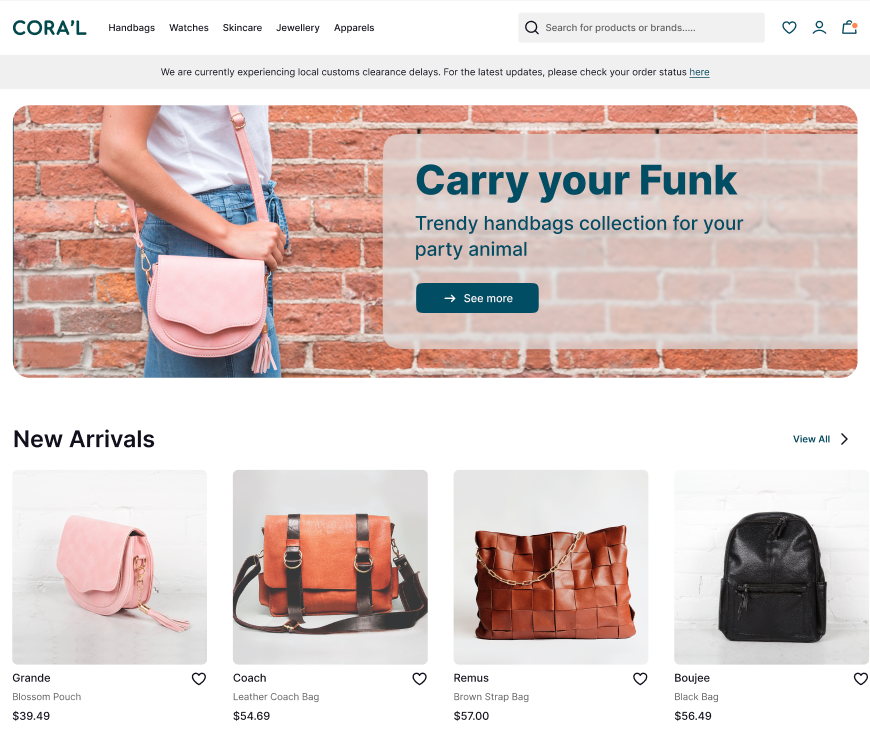 CORA'L
Handbags Watches Skincare Jewellery Apparels
Search for products or brands.....
We are currently experiencing local customs clearance delays. For the latest updates, please check your order status here
Carry your Funk
Trendy handbags collection for your
party animal
See more
New Arrivals
View All
Grande
Blossom Pouch
$39.49
Coach
Leather Coach Bag
$54.69
Remus
Brown Strap Bag
$57.00
Boujee
Black Bag
$56.49